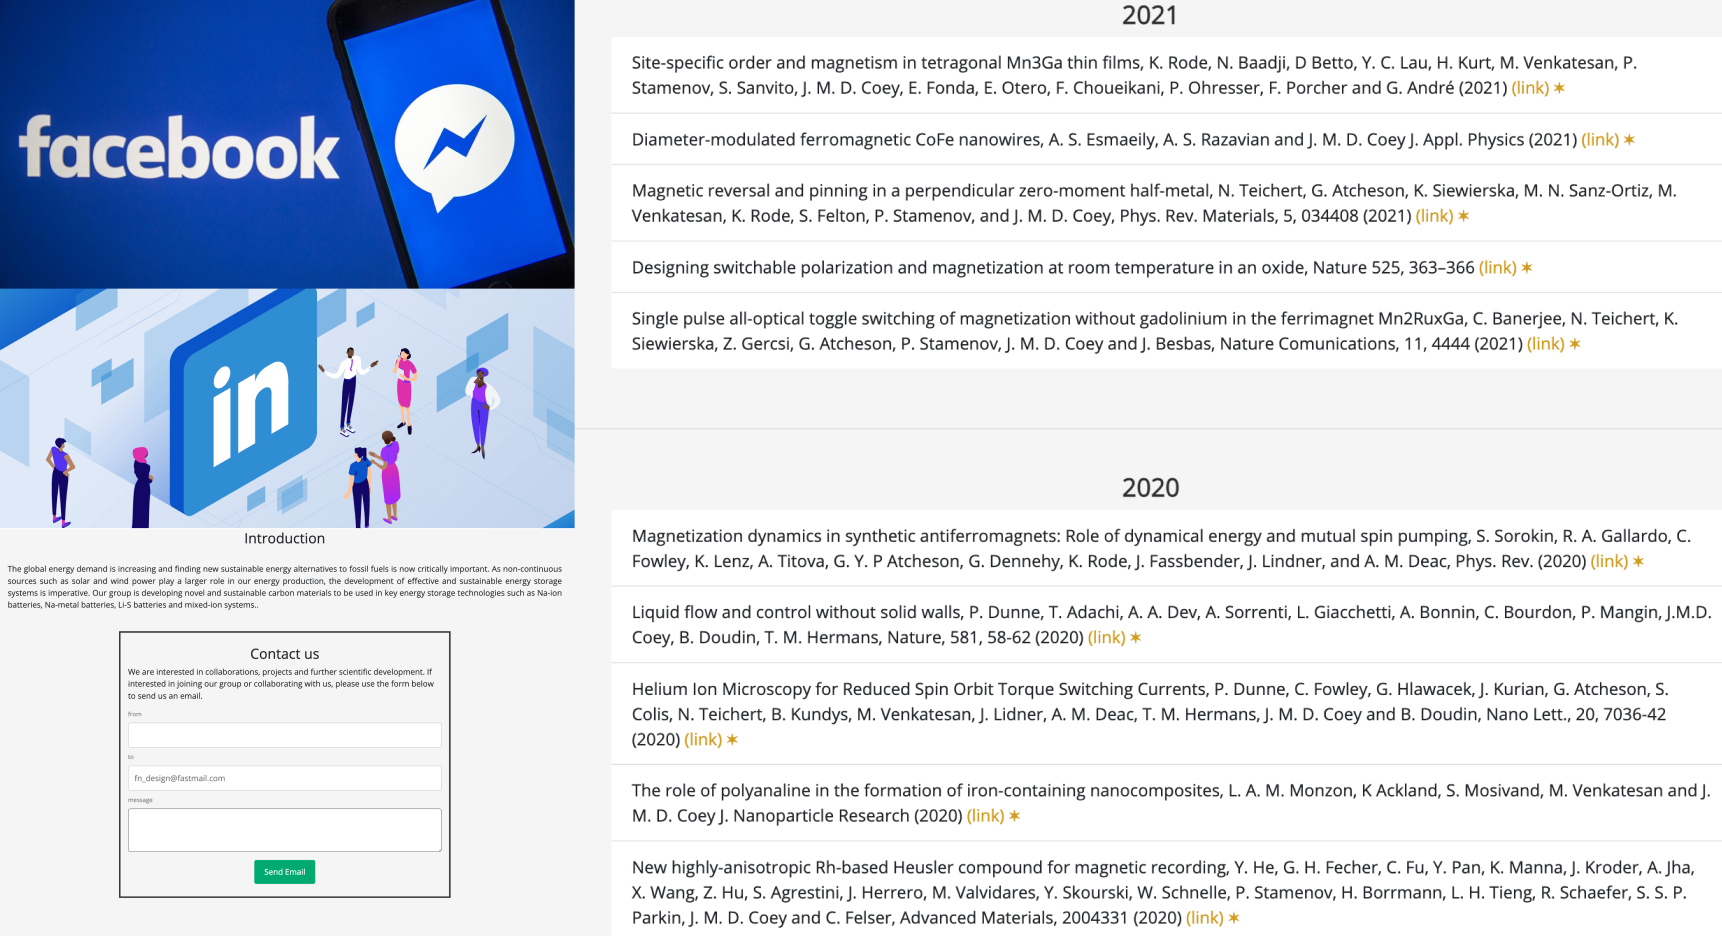 facebook
in
Introduction
The global energy demand is increasing and finding new sustainable energy alternatives to fossil fuels is now critically important. As non-continuous
sources such as solar and wind power play a larger role in our energy production, the development of effective and sustainable energy storage
systems is imperative. Our group is developing novel and sustainable carbon materials to be used in key energy storage technologies such as Na-ion
batteries, Na-metal batteries, Li-S batteries and mixed-ion systems..
Contact us
We are interested in collaborations, projects and further scientific development. If
interested in joining our group or collaborating with us, please use the form below
to send us an email.
from
to
fn_design@fastmail.com
message
Send Email
2021
Site-specific order and magnetism in tetragonal Mn3Ga thin films, K. Rode, N. Baadji, D Betto, Y. C. Lau, H. Kurt, M. Venkatesan, P.
Stamenov, S. Sanvito, J. M. D. Coey, E. Fonda, E. Otero, F. Choueikani, P. Ohresser, F. Porcher and G. André (2021) (link) ✶
Diameter-modulated ferromagnetic CoFe nanowires, A. S. Esmaeily, A. S. Razavian and J. M. D. Coey J. Appl. Physics (2021) (link) ✶
Magnetic reversal and pinning in a perpendicular zero-moment half-metal, N. Teichert, G. Atcheson, K. Siewierska, M. N. Sanz-Ortiz, M.
Venkatesan, K. Rode, S. Felton, P. Stamenov, and J. M. D. Coey, Phys. Rev. Materials, 5, 034408 (2021) (link) ✶
Designing switchable polarization and magnetization at room temperature in an oxide, Nature 525, 363–366 (link) ✶
Single pulse all-optical toggle switching of magnetization without gadolinium in the ferrimagnet Mn2RuxGa, C. Banerjee, N. Teichert, K.
Siewierska, Z. Gercsi, G. Atcheson, P. Stamenov, J. M. D. Coey and J. Besbas, Nature Comunications, 11, 4444 (2021) (link) ✶
2020
Magnetization dynamics in synthetic antiferromagnets: Role of dynamical energy and mutual spin pumping, S. Sorokin, R. A. Gallardo, C.
Fowley, K. Lenz, A. Titova, G. Y. P Atcheson, G. Dennehy, K. Rode, J. Fassbender, J. Lindner, and A. M. Deac, Phys. Rev. (2020) (link) ✶
Liquid flow and control without solid walls, P. Dunne, T. Adachi, A. A. Dev, A. Sorrenti, L. Giacchetti, A. Bonnin, C. Bourdon, P. Mangin, J.M.D.
Coey, B. Doudin, T. M. Hermans, Nature, 581, 58-62 (2020) (link) ✶
Helium Ion Microscopy for Reduced Spin Orbit Torque Switching Currents, P. Dunne, C. Fowley, G. Hlawacek, J. Kurian, G. Atcheson, S.
Colis, N. Teichert, B. Kundys, M. Venkatesan, J. Lidner, A. M. Deac, T. M. Hermans, J. M. D. Coey and B. Doudin, Nano Lett., 20, 7036-42
(2020) (link) ✶
The role of polyanaline in the formation of iron-containing nanocomposites, L. A. M. Monzon, K Ackland, S. Mosivand, M. Venkatesan and J.
M. D. Coey J. Nanoparticle Research (2020) (link) ✶
New highly-anisotropic Rh-based Heusler compound for magnetic recording, Y. He, G. H. Fecher, C. Fu, Y. Pan, K. Manna, J. Kroder, A. Jha,
X. Wang, Z. Hu, S. Agrestini, J. Herrero, M. Valvidares, Y. Skourski, W. Schnelle, P. Stamenov, H. Borrmann, L. H. Tieng, R. Schaefer, S. S. P.
Parkin, J. M. D. Coey and C. Felser, Advanced Materials, 2004331 (2020) (link) ✶